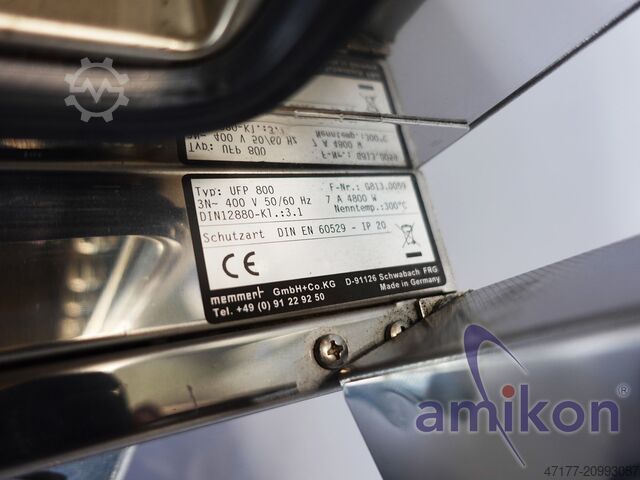 Typ: UFP 800 F-Nr.: G813.0059
3N~ 400 V 50/60 Hz 7 A 4800 W
DIN12880-Kl.:3.1 Nenntemp.:300°C
Schutzart DIN EN 60529 - IP 20
CE
memmert GmbH+Co.KG D-91126 Schwabach FRG
Tel. +49 (0) 91 22 92 50 Made in Germany
amikon
47177-20993087